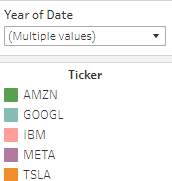 Year of Date
(Multiple values)
Ticker
AMZN
GOOGL
IBM
META
TSLA